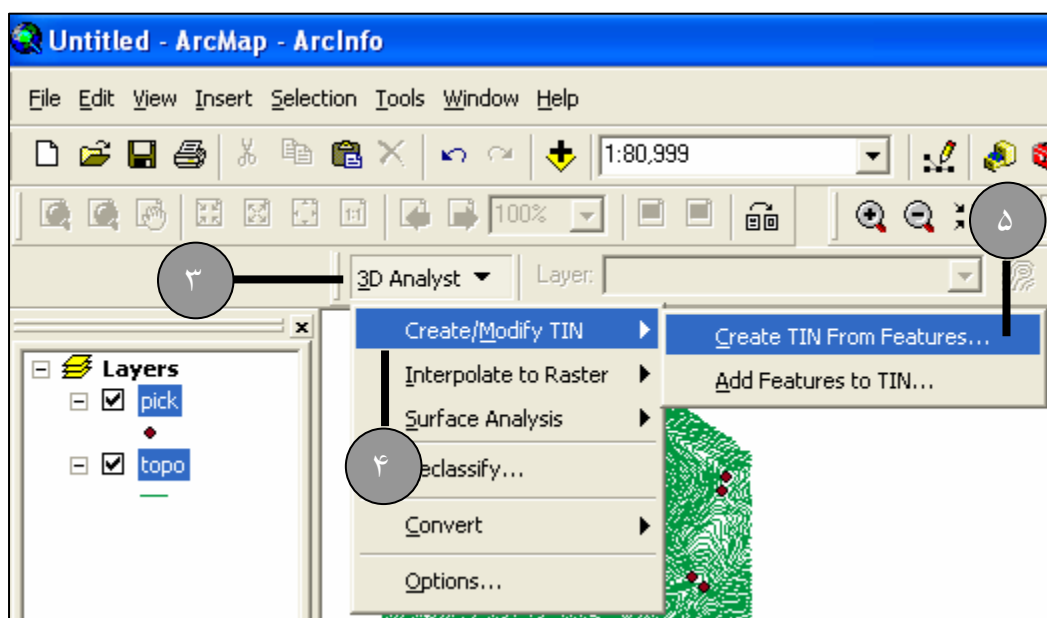 Untitled - ArcMap - ArcInfo
File Edit View Insert Selection Tools Window Help
1:80,999
1:1 100%
۵
۳
3D Analyst Layer:
Create/Modify TIN
Create TIN From Features...
Layers
pick
Interpolate to Raster
Add Features to TIN...
Surface Analysis
topo
۴
eclassify...
Convert
Options...